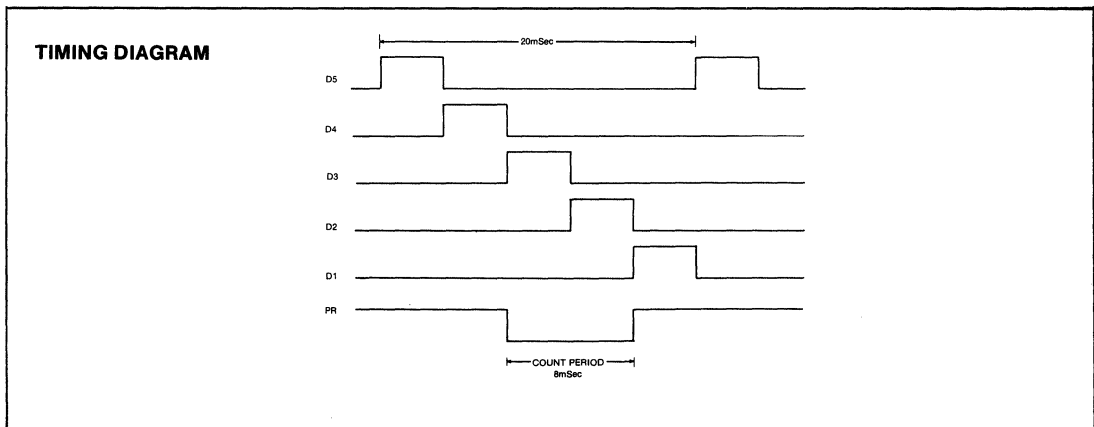 TIMING DIAGRAM
20mSec
D5
D4
D3
D2
D1
PR
COUNT PERIOD
8mSec